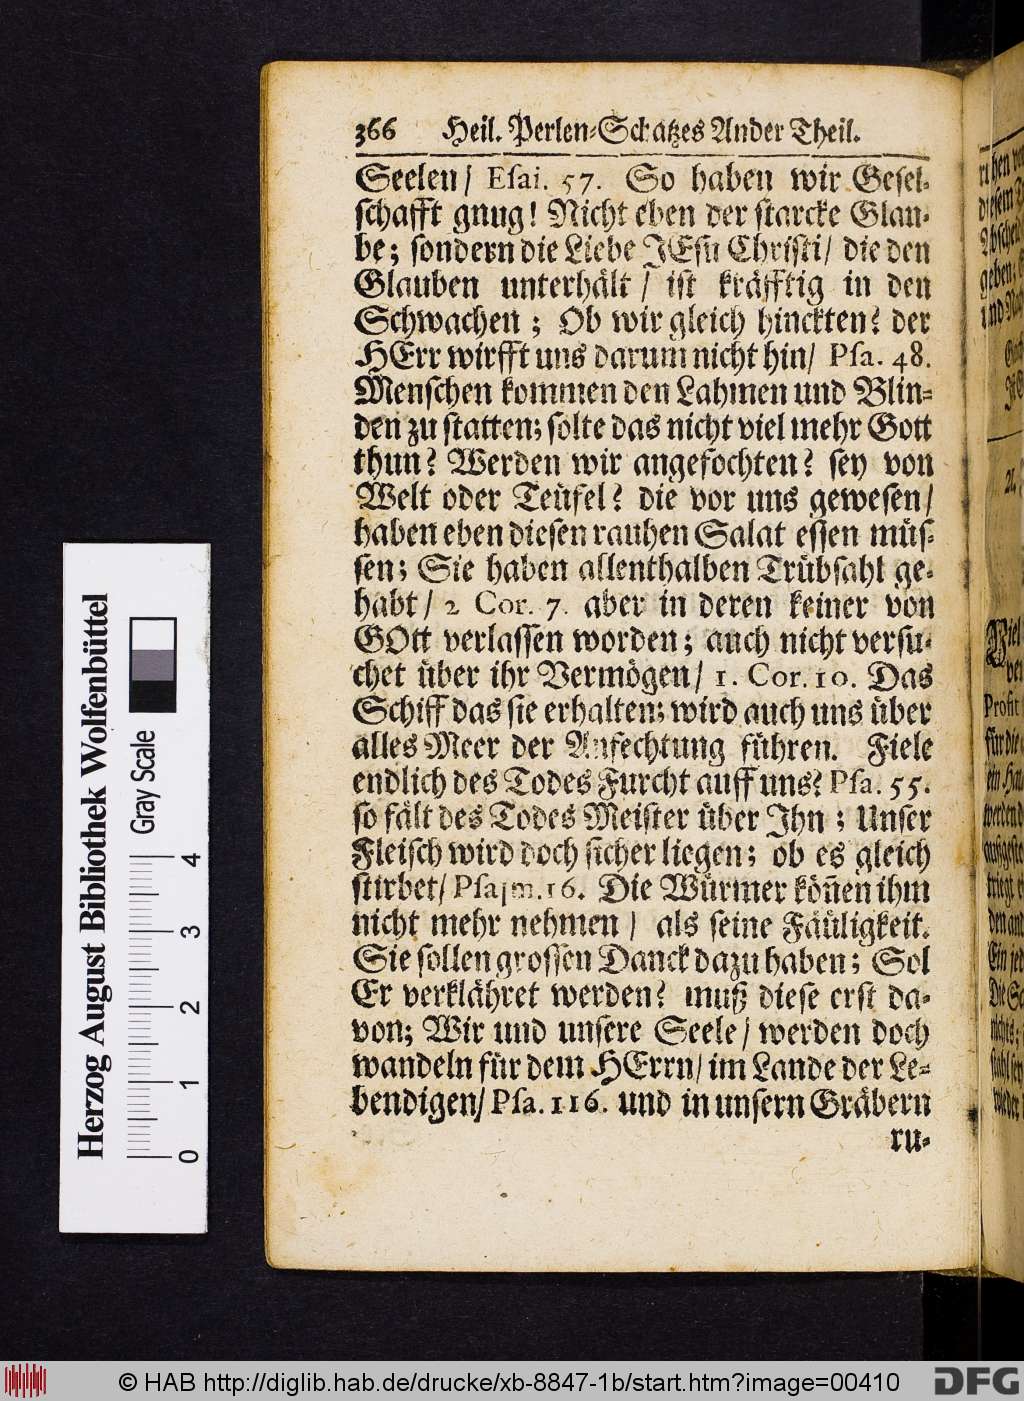 366 Heil. Perlen-Schatzes Ander Theil.
Seelen/ Esai. 57. So haben wir Gesel-
schafft gnug! Nicht eben der starcke Glau-
be; sondern die Liebe JEsu Christi/ die den
Glauben unterhält/ ist kräfftig in den
Schwachen; Ob wir gleich hinckten? der
HErr wirfft uns darum nicht hin/ Psa. 48.
Menschen kommen den Lahmen und Blin-
den zu statten; solte das nicht viel mehr Gott
thun? Werden wir angefochten? sey von
Welt oder Teüfel? die vor uns gewesen/
haben eben diesen rauhen Salat essen müs-
sen; Sie haben allenthalben Trübsahl ge-
habt/ 2 Cor. 7. aber in deren keiner von
GOtt verlassen worden; auch nicht versu-
chet über ihr Vermögen/ 1. Cor. 10. Das
Schiff das sie erhalten; wird auch uns über
alles Meer der Anfechtung führen. Fiele
endlich des Todes Furcht auff uns? Psa. 55.
so fält des Todes Meister über Ihn; Unser
Fleisch wird doch sicher liegen; ob es gleich
stirbet/ Psalm. 16. Die Würmer köñen ihm
nicht mehr nehmen/ als seine Fäüligkeit.
Sie sollen grossen Danck dazu haben; Sol
Er verklähret werden? muß diese erst da-
von; Wir und unsere Seele/ werden doch
wandeln für dem HErrn/ im Lande der Le-
bendigen/ Psa. 116. und in unsern Gräbern
ru-
Herzog August Bibliothek Wolfenbüttel
Gray Scale
0 1 2 3 4
© HAB http://diglib.hab.de/drucke/xb-8847-1b/start.htm?image=00410
DFG